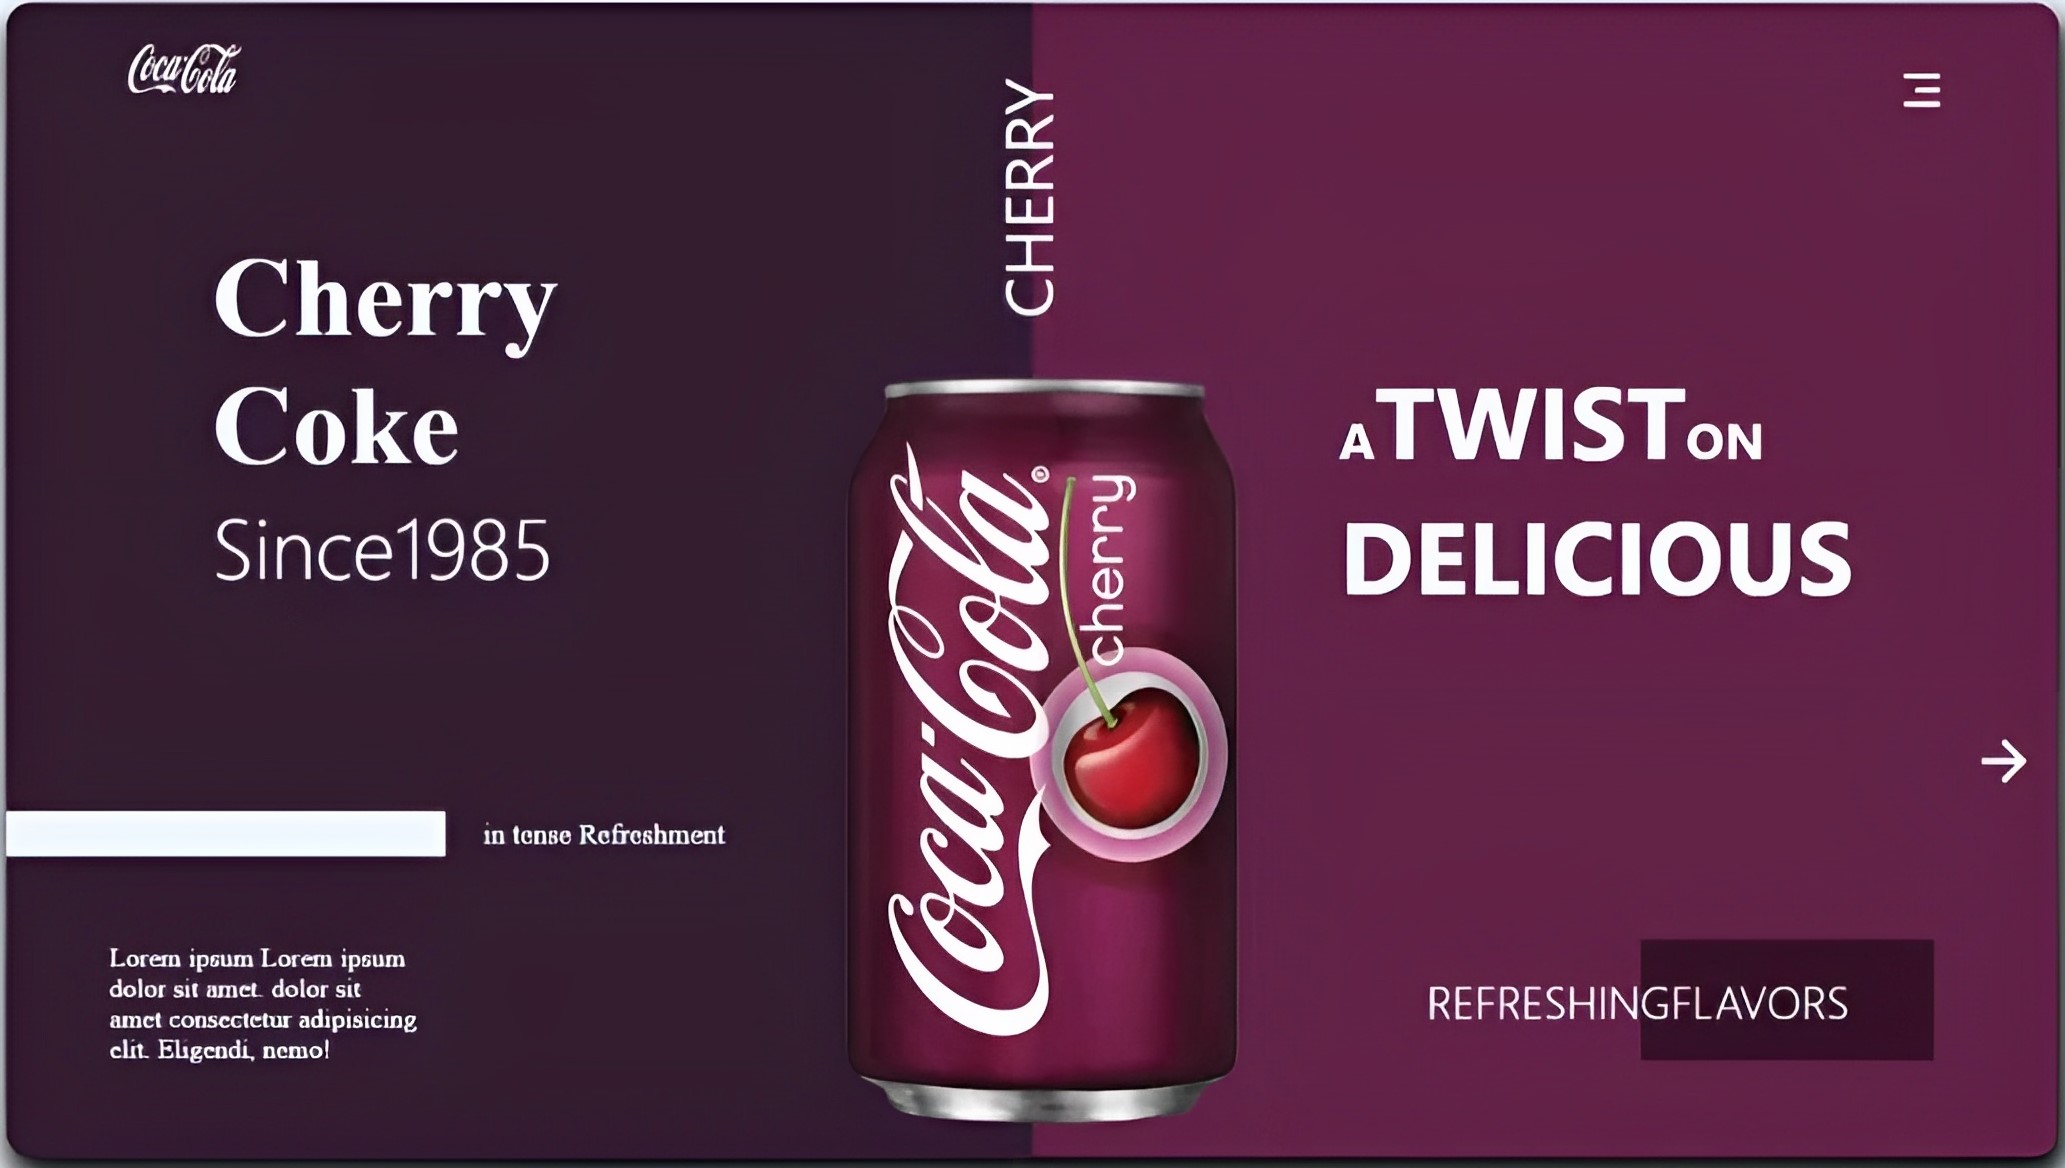 Coca-Cola
CHERRY
Cherry
Coke
Since1985
A TWIST ON
DELICIOUS
Coca-Cola®
cherry
in tense Refreshment
Lorem ipsum Lorem ipsum
dolor sit amet. dolor sit
amet consectetur adipisicing
elit. Eligendi, nemo!
REFRESHINGFLAVORS